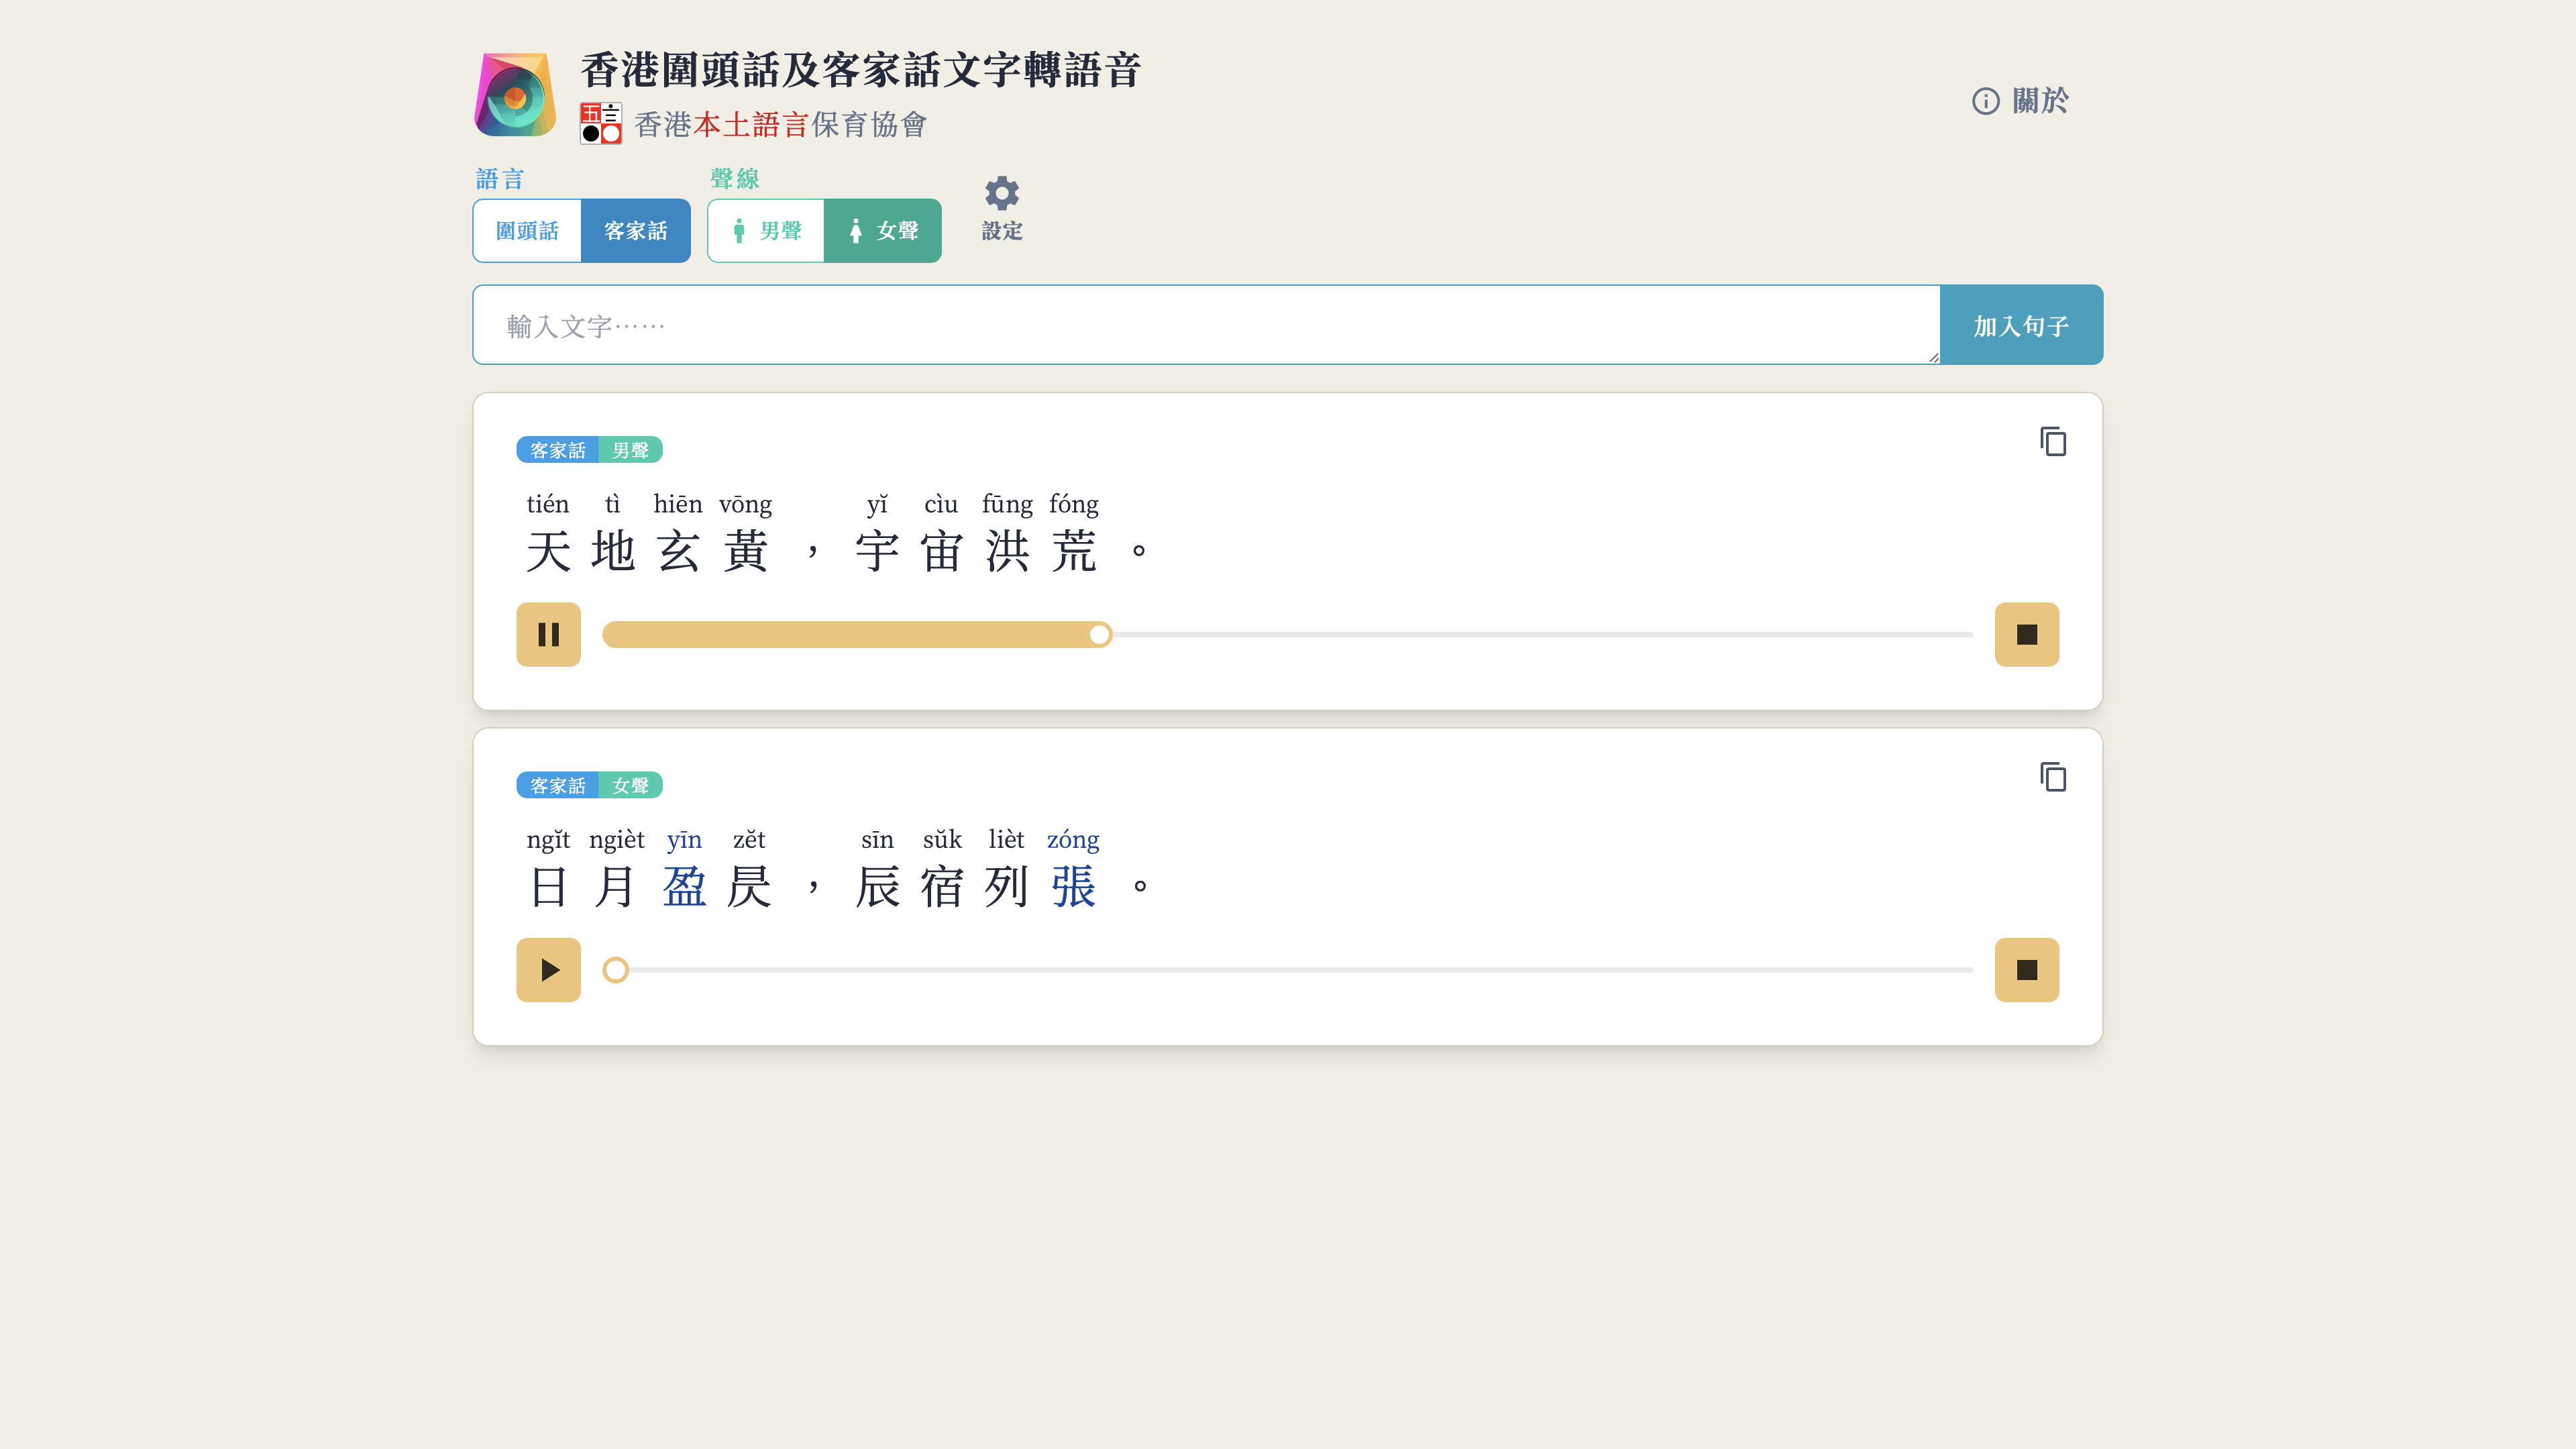 香港圍頭話及客家話文字轉語音
香港本土語言保育協會
關於
語言
聲線
圍頭話 客家話
男聲 女聲
設定
輸入文字⋯⋯
加入句子
客家話 男聲
tién tì hiēn vōng yǐ cìu fūng fóng
天地玄黃，宇宙洪荒。
客家話 女聲
ngĭt ngièt yīn zĕt sīn sŭk lièt zóng
日月盈昃，辰宿列張。